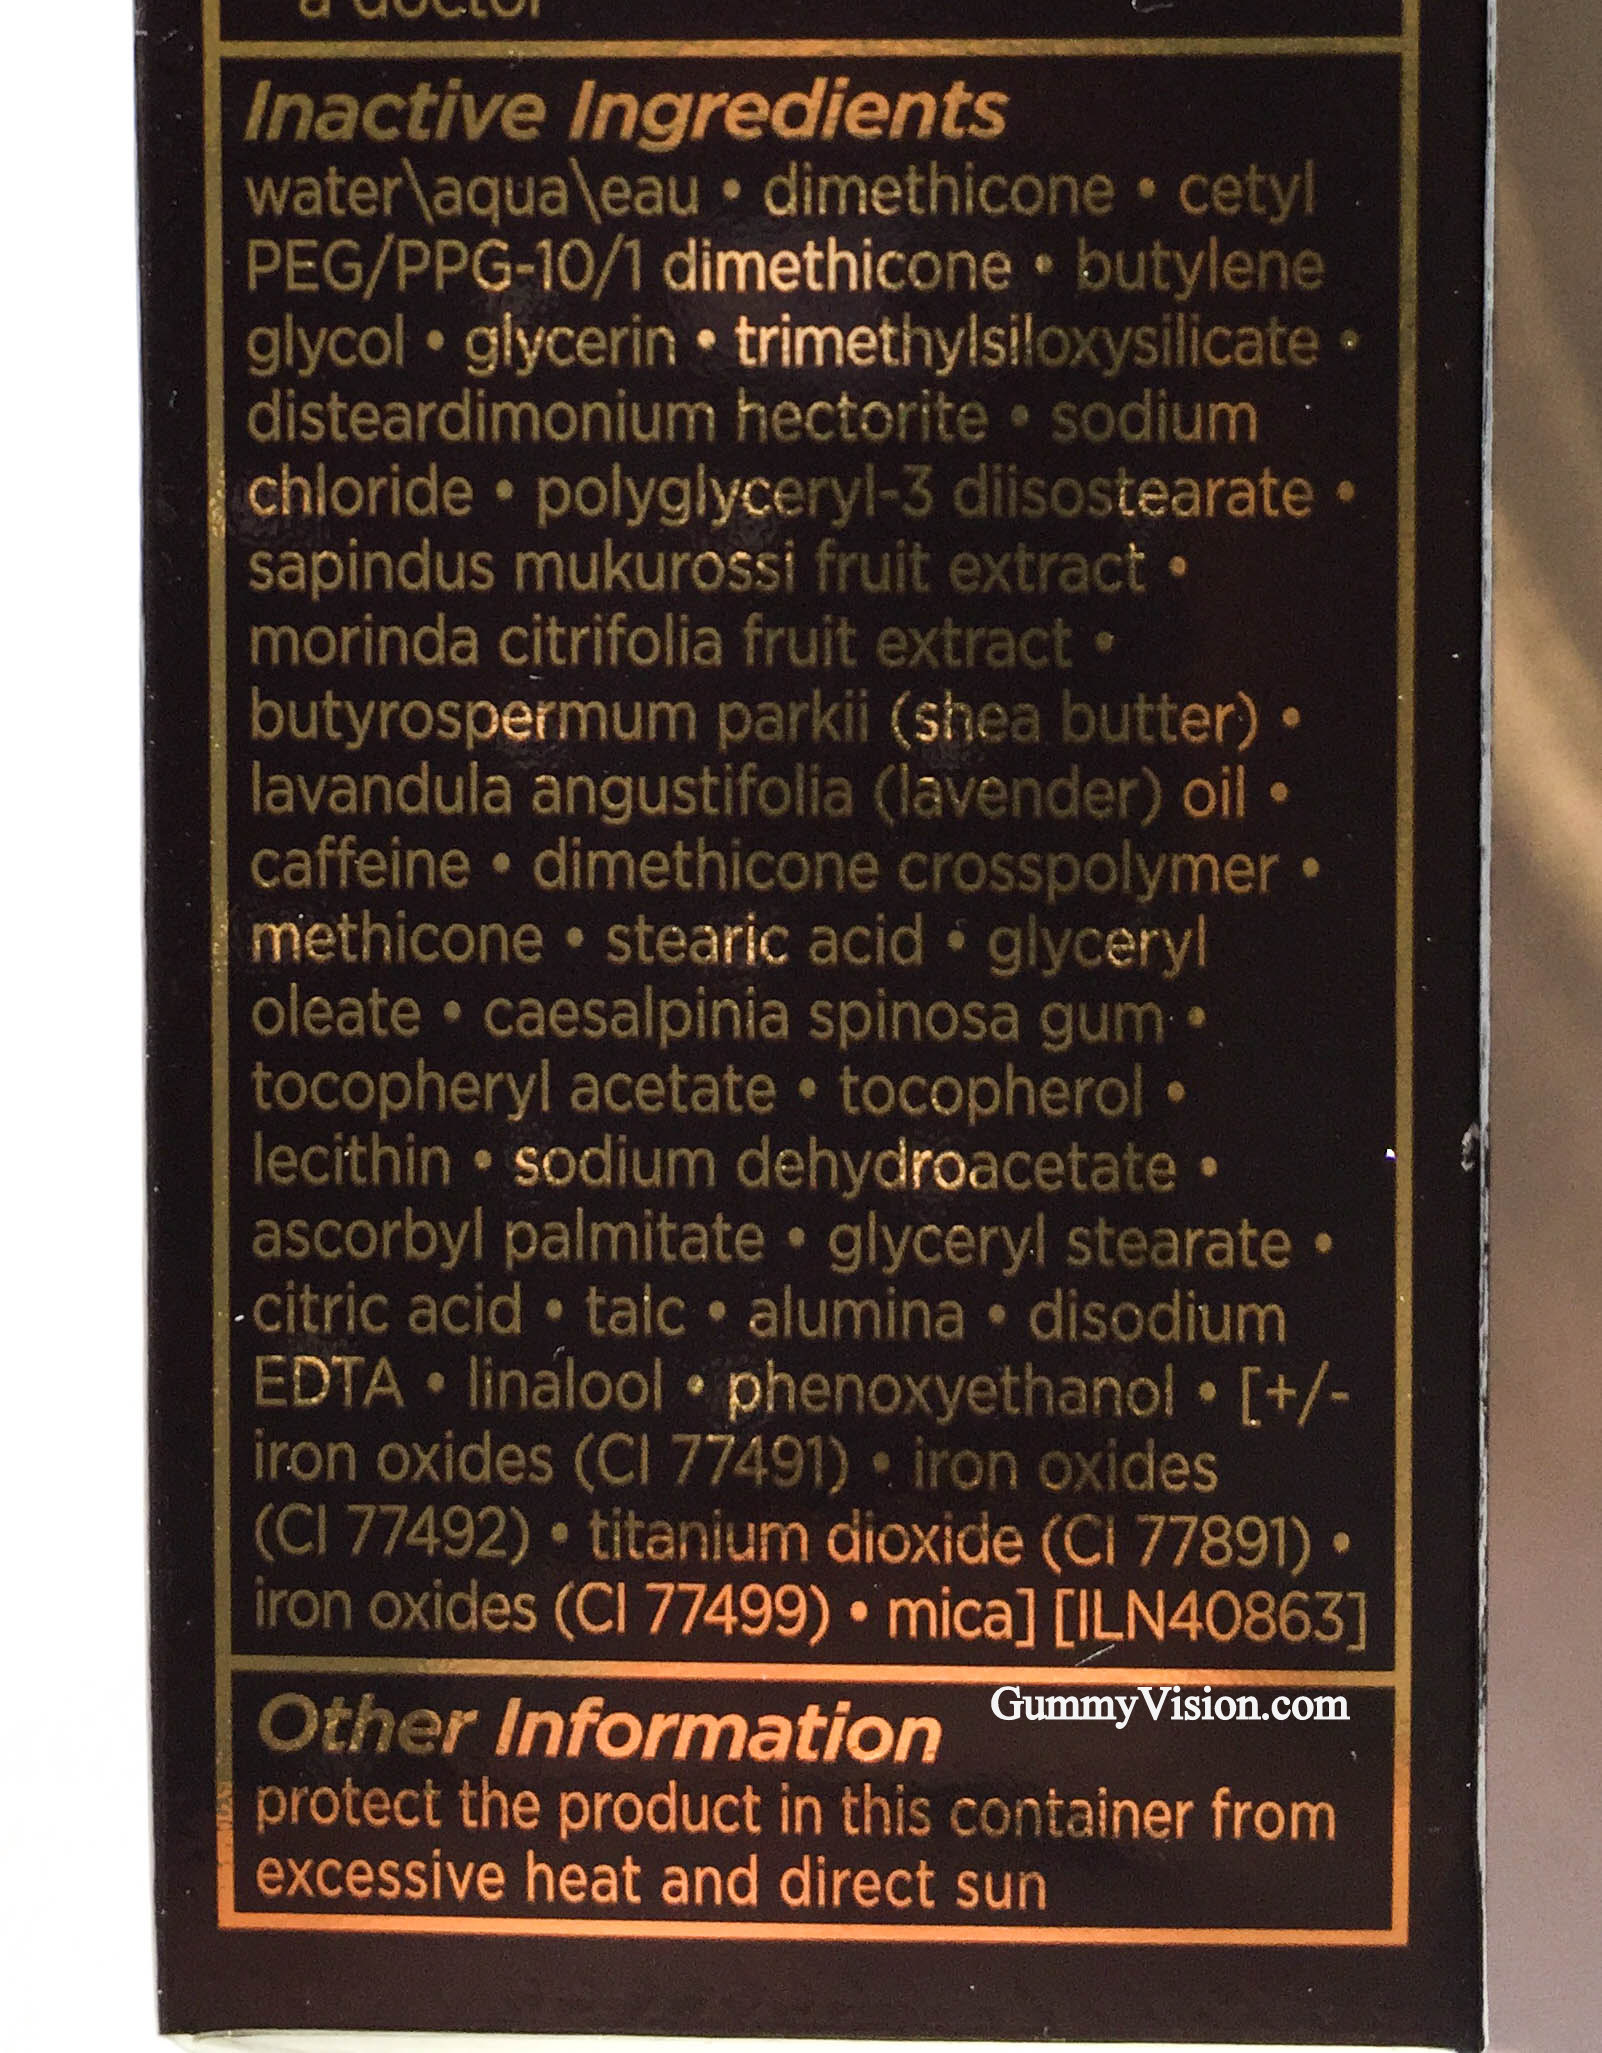 a doctor
Inactive Ingredients
water\aqua\eau • dimethicone • cetyl
PEG/PPG-10/1 dimethicone • butylene
glycol • glycerin • trimethylsiloxysilicate •
disteardimonium hectorite • sodium
chloride • polyglyceryl-3 diisostearate •
sapindus mukurossi fruit extract •
morinda citrifolia fruit extract •
butyrospermum parkii (shea butter) •
lavandula angustifolia (lavender) oil •
caffeine • dimethicone crosspolymer •
methicone • stearic acid • glyceryl
oleate • caesalpinia spinosa gum •
tocopheryl acetate • tocopherol •
lecithin • sodium dehydroacetate •
ascorbyl palmitate • glyceryl stearate •
citric acid • talc • alumina • disodium
EDTA • linalool • phenoxyethanol • [+/-
iron oxides (CI 77491) • iron oxides
(CI 77492) • titanium dioxide (CI 77891) •
iron oxides (CI 77499) • mica] [ILN40863]
GummyVision.com
Other Information
protect the product in this container from
excessive heat and direct sun